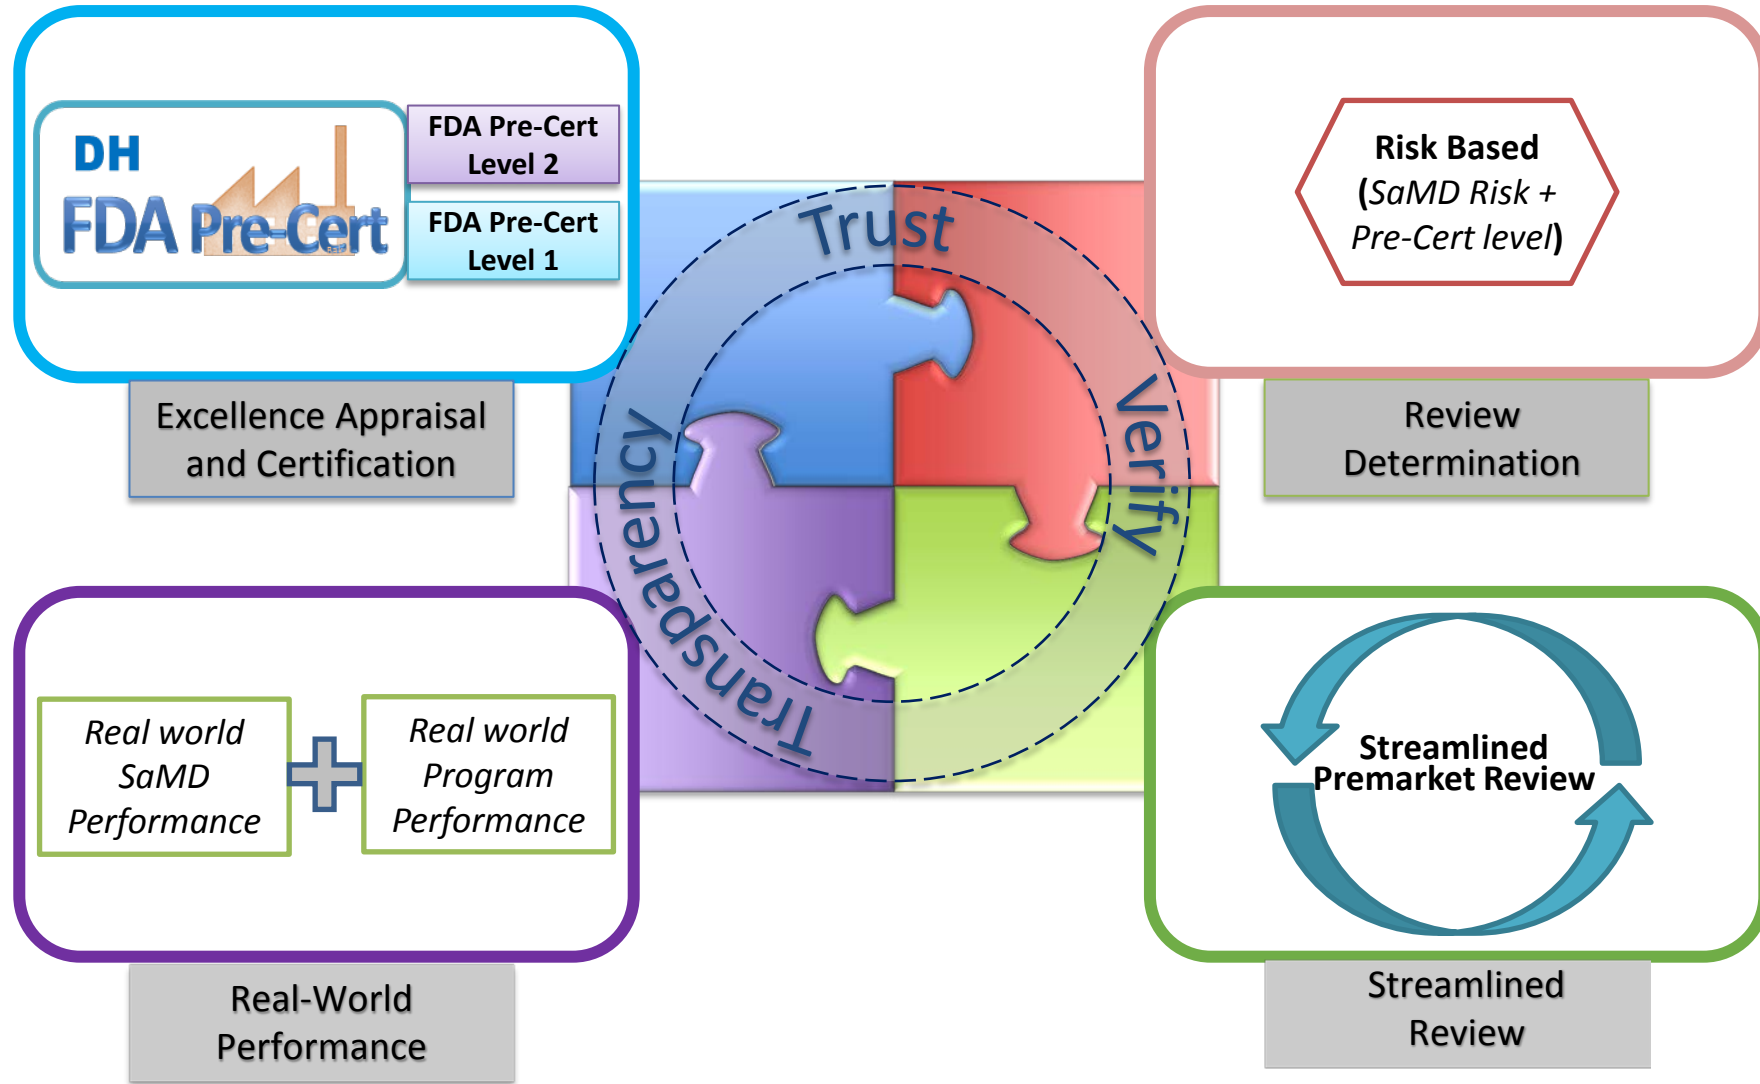 DH
FDA Pre-Cert
FDA Pre-Cert
Level 2
FDA Pre-Cert
Level 1
Excellence Appraisal
and Certification
Risk Based
(SaMD Risk +
Pre-Cert level)
Review
Determination
Trust
Verify
Transparency
Real world
SaMD
Performance
Real world
Program
Performance
Real-World
Performance
Streamlined
Premarket Review
Streamlined
Review